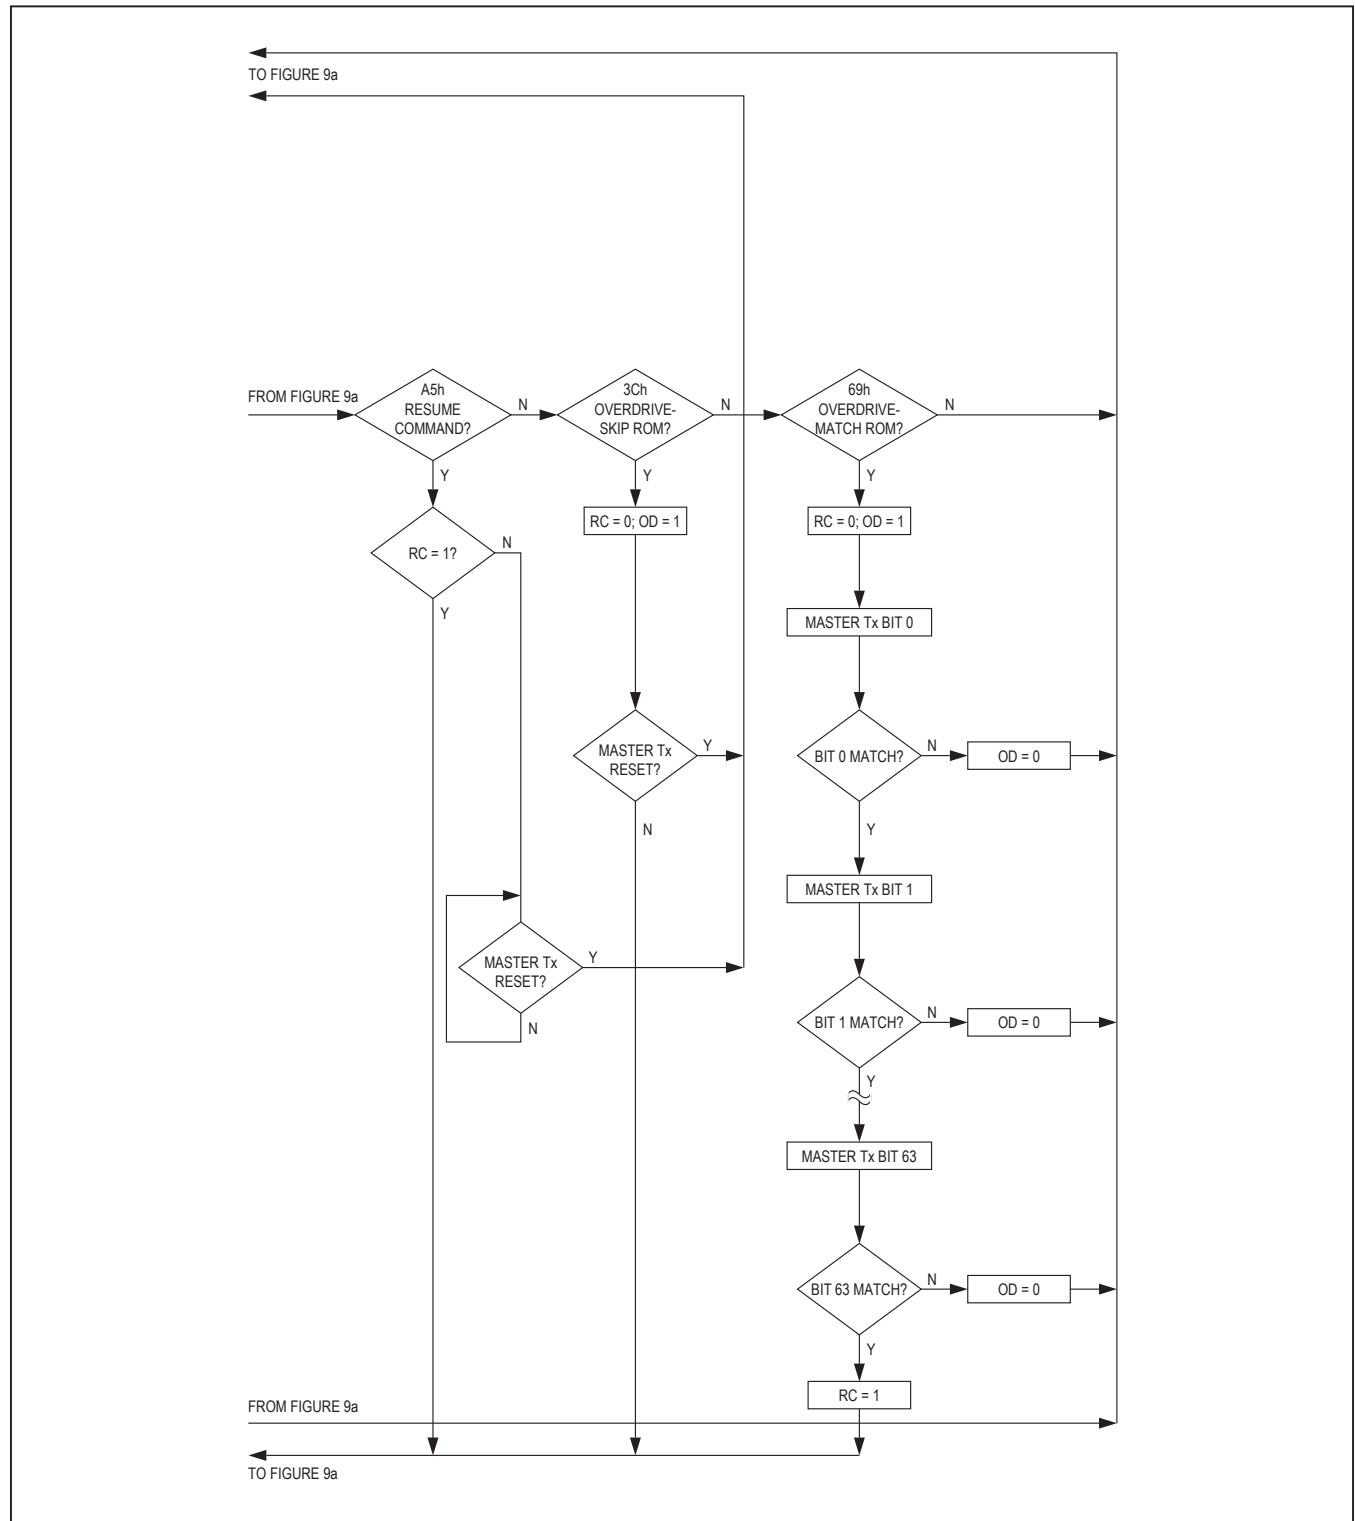 TO FIGURE 9a
FROM FIGURE 9a
A5h
RESUME
COMMAND?
N
3Ch
OVERDRIVE-
SKIP ROM?
N
69h
OVERDRIVE-
MATCH ROM?
N
Y
Y
Y
RC = 1?
N
Y
RC = 0; OD = 1
RC = 0; OD = 1
MASTER Tx BIT 0
MASTER Tx
RESET?
Y
N
BIT 0 MATCH?
N
OD = 0
Y
MASTER Tx BIT 1
MASTER Tx
RESET?
Y
N
BIT 1 MATCH?
N
OD = 0
Y
MASTER Tx BIT 63
BIT 63 MATCH?
N
OD = 0
Y
RC = 1
FROM FIGURE 9a
TO FIGURE 9a